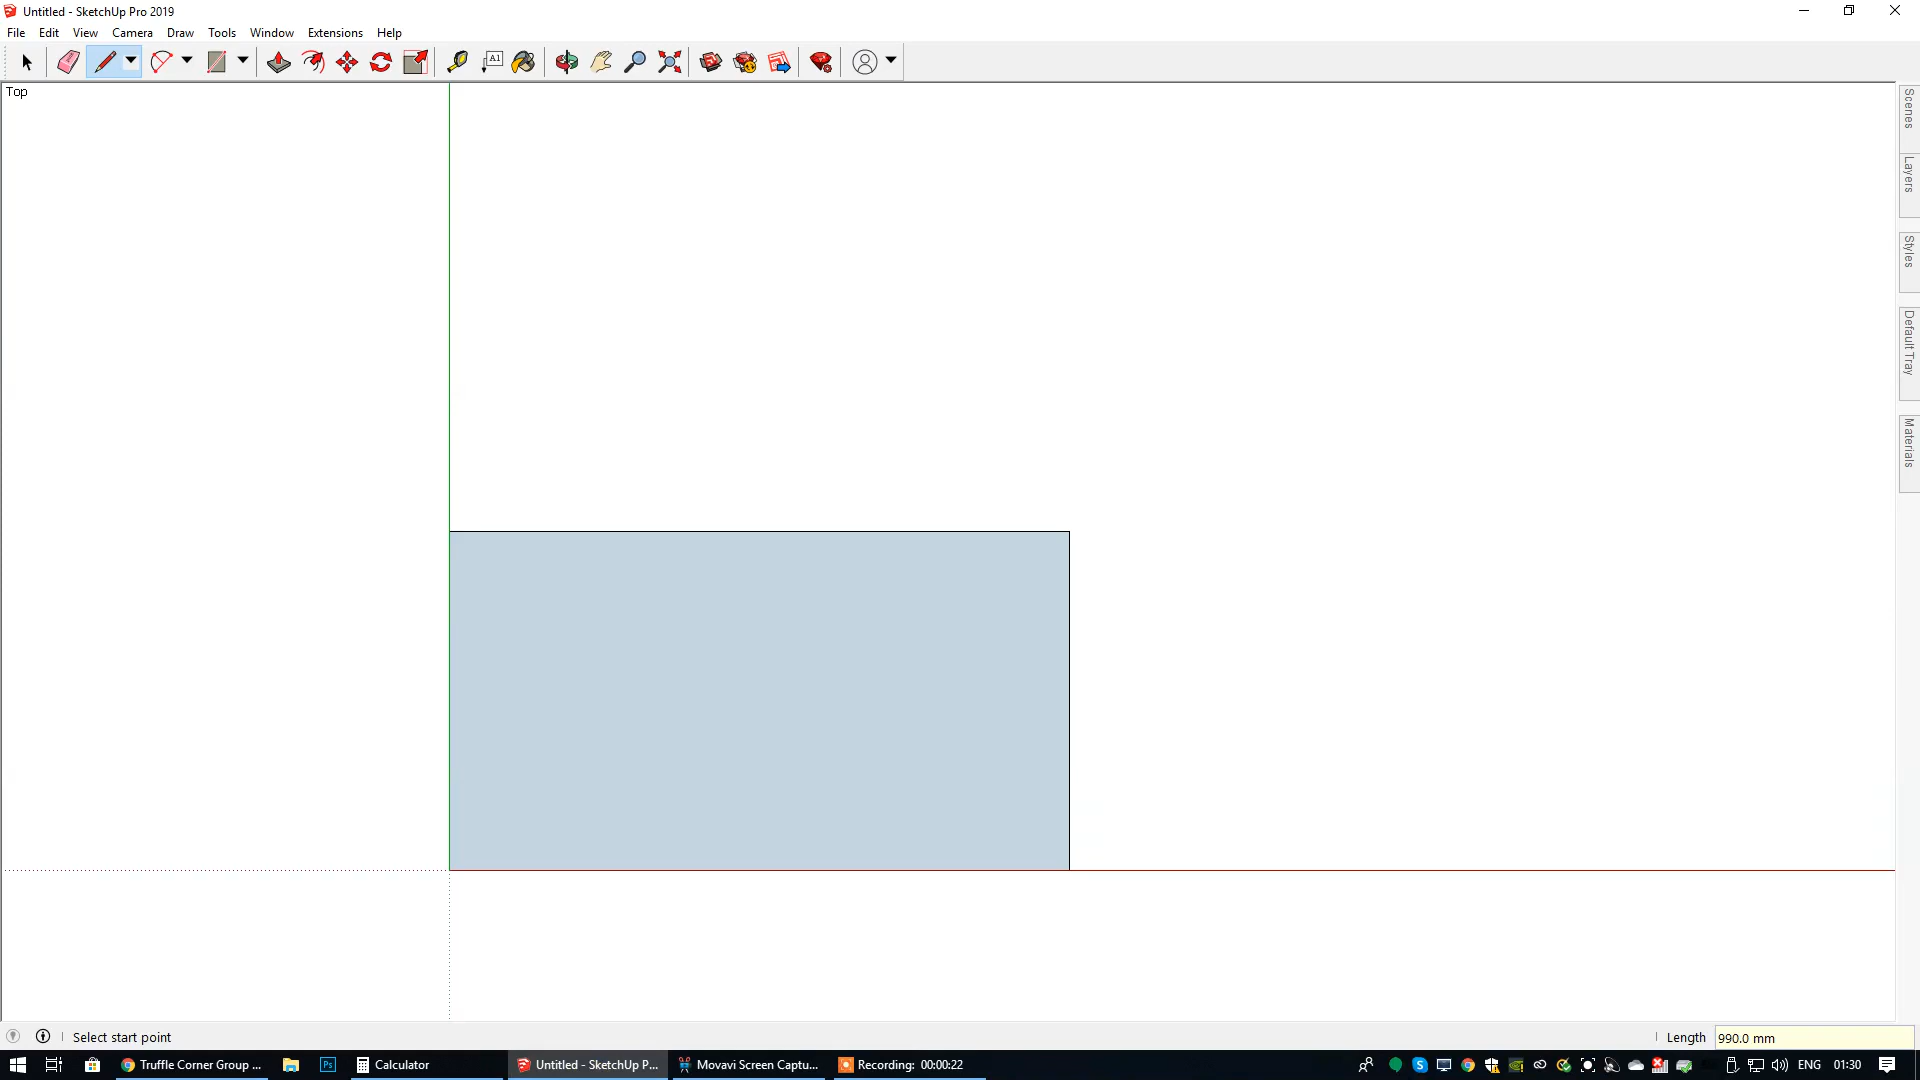 Untitled - SketchUp Pro 2019
File Edit View Camera Draw Tools Window Extensions Help
A1
Top
Scenes
Layers
Styles
Default Tray
Materials
Select start point
Length 990.0 mm
Truffle Corner Group ...
Ps
Calculator
Untitled - SketchUp P...
Movavi Screen Captu...
Recording: 00:00:22
ENG 01:30